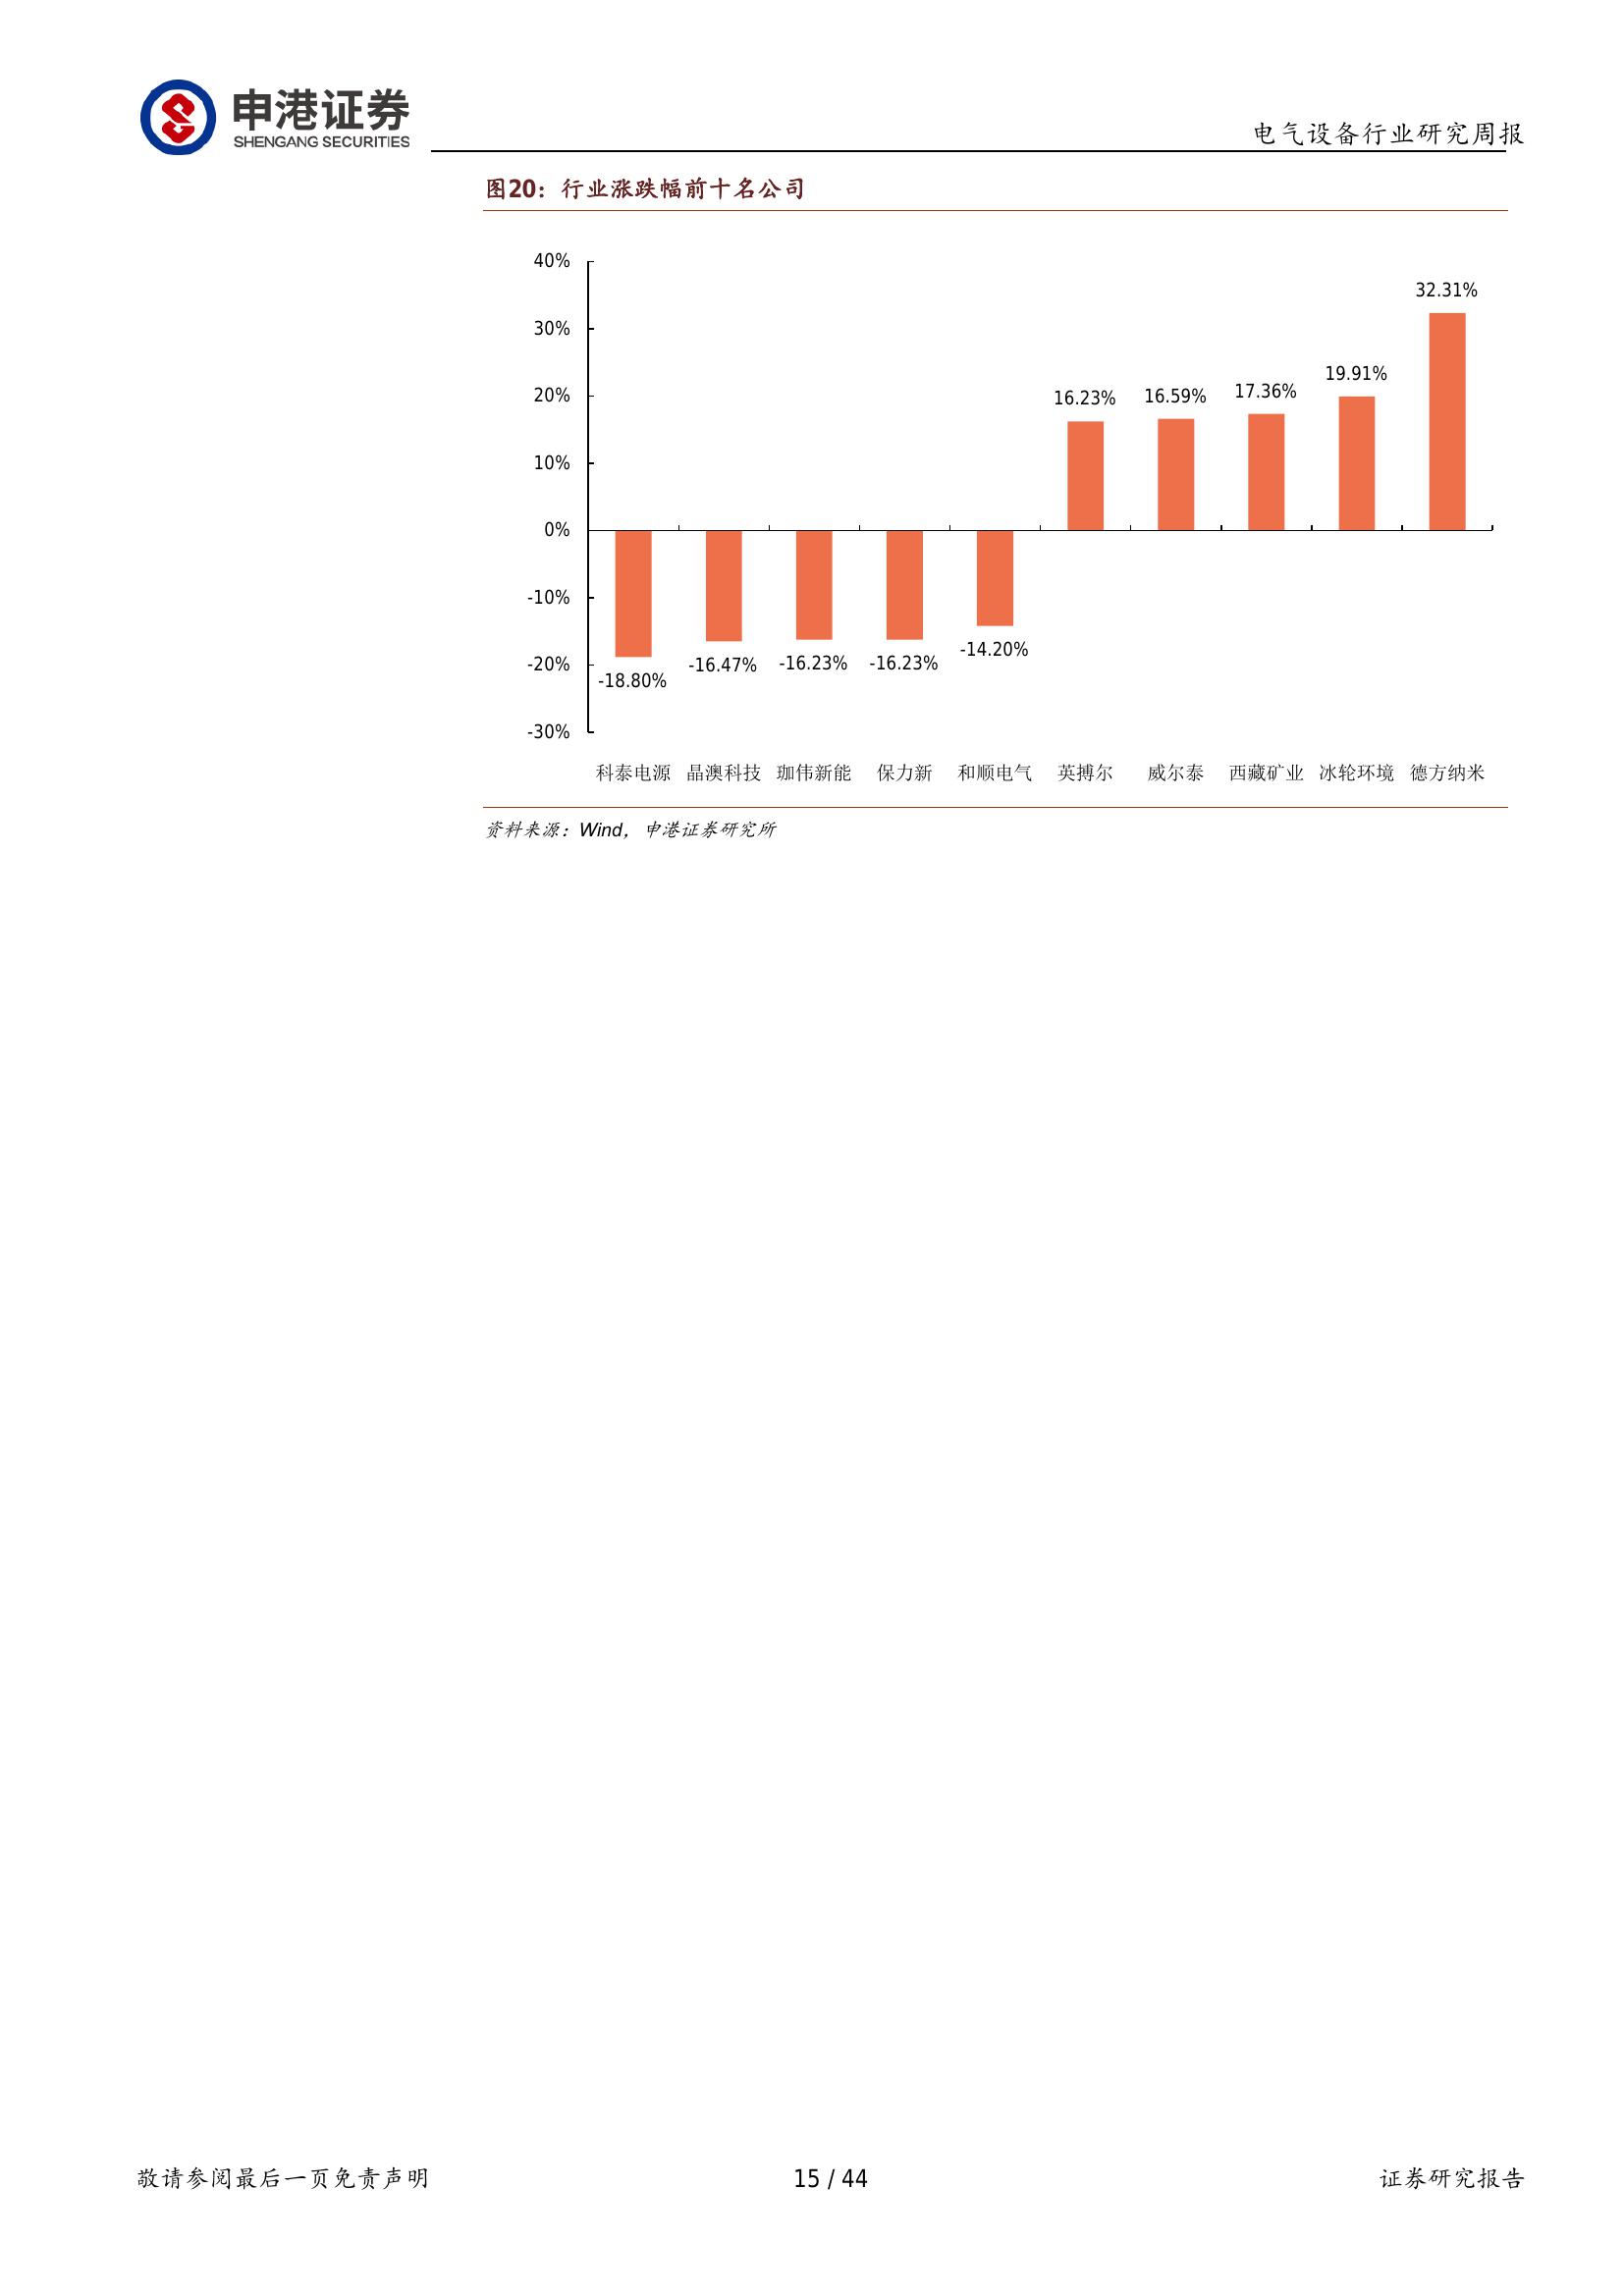 申港证券
SHENGANG SECURITIES
电气设备行业研究周报
图20：行业涨跌幅前十名公司
40%
30%
20%
10%
0%
-10%
-20%
-30%
-18.80%
-16.47%
-16.23%
-16.23%
-14.20%
16.23%
16.59%
17.36%
19.91%
32.31%
科泰电源 晶澳科技 珈伟新能 保力新 和顺电气 英搏尔 威尔泰 西藏矿业 冰轮环境 德方纳米
资料来源：Wind，申港证券研究所
敬请参阅最后一页免责声明 15 / 44 证券研究报告